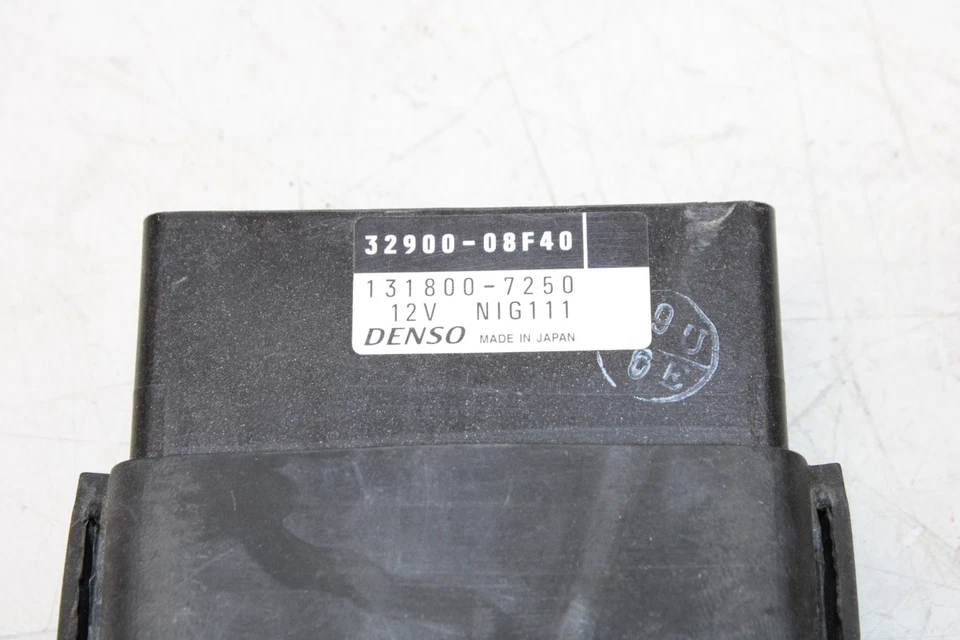 32900-08F40
131800-7250
12V NIG111
DENSO MADE IN JAPAN